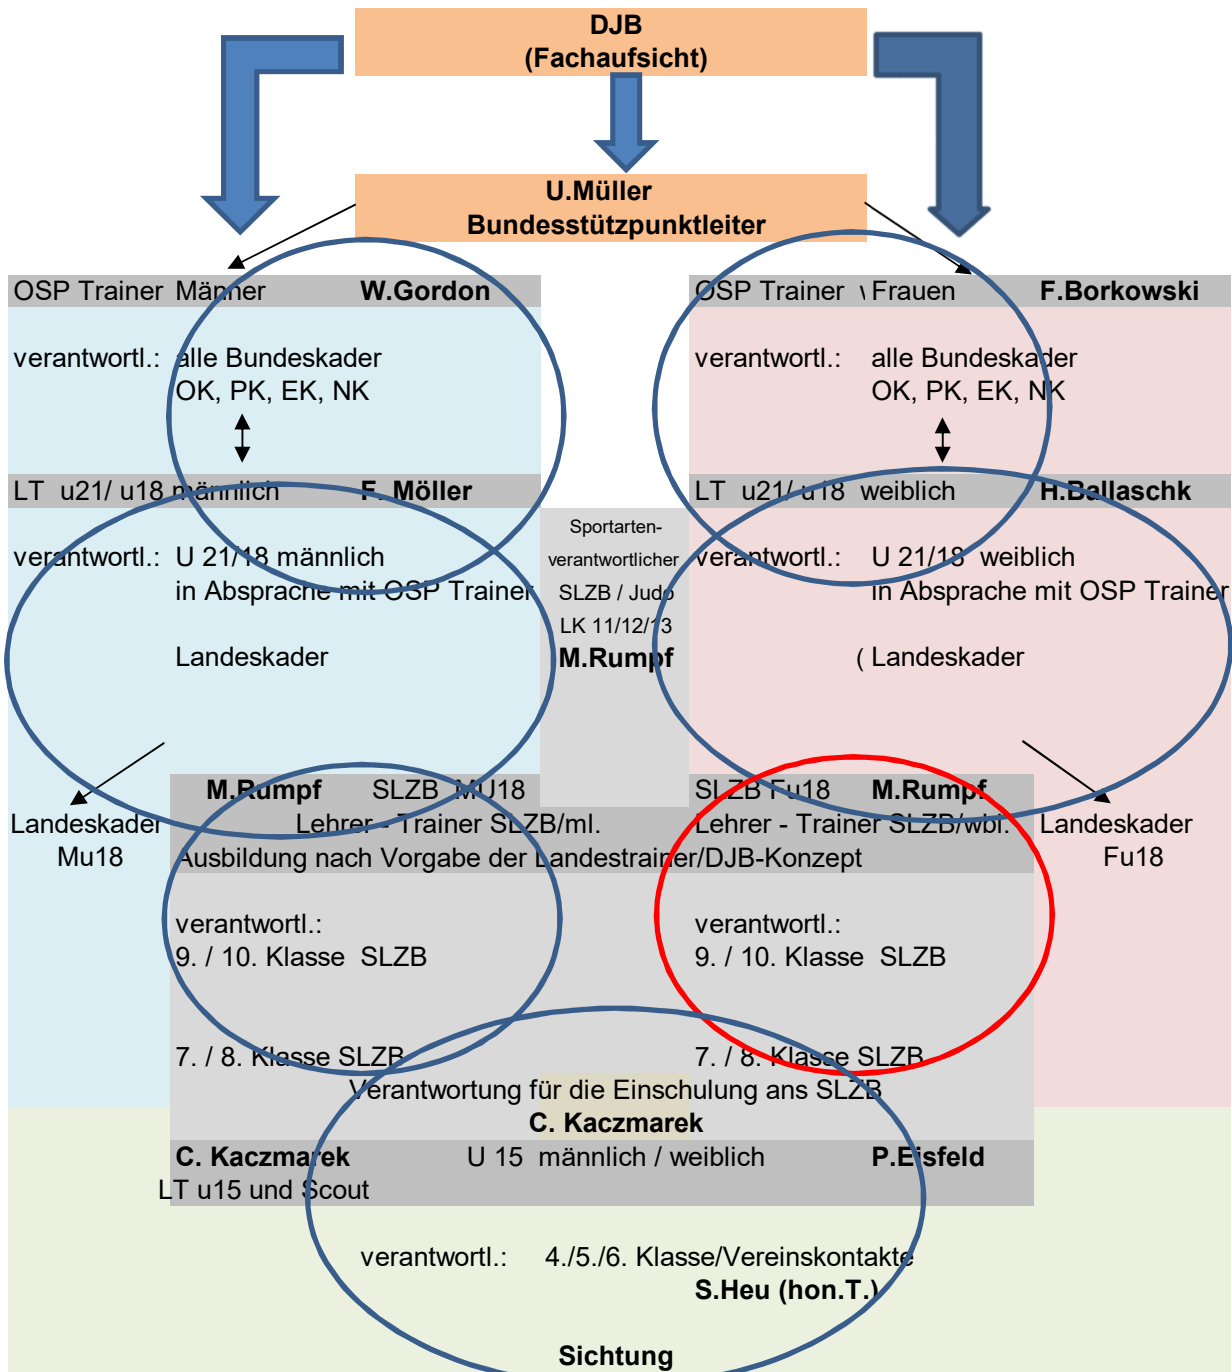 DJB
(Fachaufsicht)
U.Müller
Bundesstützpunktleiter
OSP Trainer Männer W.Gordon
OSP Trainer Frauen F.Borkowski
verantwortl.: alle Bundeskader
OK, PK, EK, NK
verantwortl.: alle Bundeskader
OK, PK, EK, NK
LT u21/ u18 männlich F. Möller
LT u21/ u18 weiblich H.Ballaschk
verantwortl.: U 21/18 männlich
in Absprache mit OSP Trainer
Landeskader
Sportarten-
verantwortlicher
SLZB / Judo
LK 11/12/13
M.Rumpf
verantwortl.: U 21/18 weiblich
in Absprache mit OSP Trainer
( Landeskader
M.Rumpf SLZB MU18
SLZB Fu18 M.Rumpf
Landeskader
Mu18
Lehrer - Trainer SLZB/ml.
Lehrer - Trainer SLZB/wbl.
Landeskader
Fu18
Ausbildung nach Vorgabe der Landestrainer/DJB-Konzept
verantwortl.:
9. / 10. Klasse SLZB
verantwortl.:
9. / 10. Klasse SLZB
7. / 8. Klasse SLZB
7. / 8. Klasse SLZB
Verantwortung für die Einschulung ans SLZB
C. Kaczmarek
C. Kaczmarek U 15 männlich / weiblich P.Eisfeld
LT u15 und Scout
verantwortl.: 4./5./6. Klasse/Vereinskontakte
S.Heu (hon.T.)
Sichtung